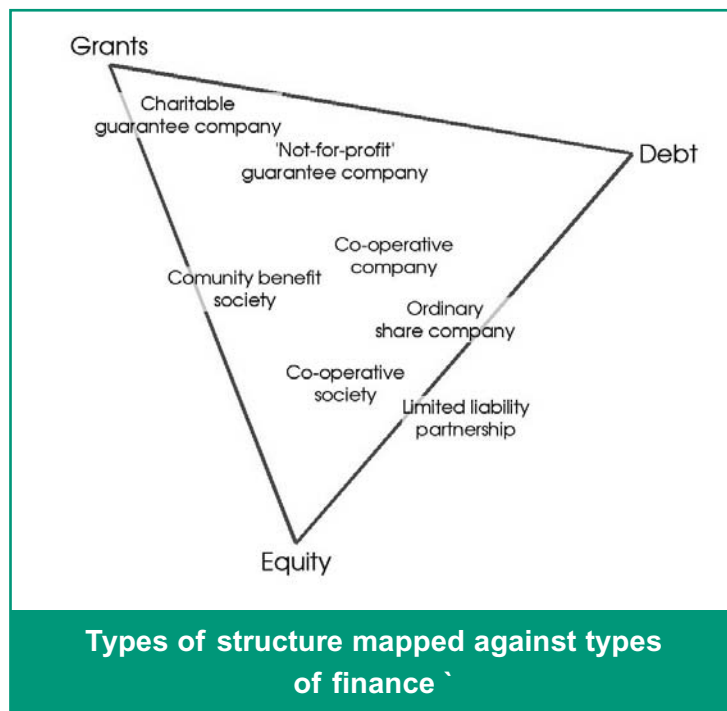 Grants
Charitable
guarantee company
'Not-for-profit'
guarantee company
Debt
Co-operative
company
Comunity benefit
society
Ordinary
share company
Co-operative
society
Limited liability
partnership
Equity
Types of structure mapped against types
of finance `